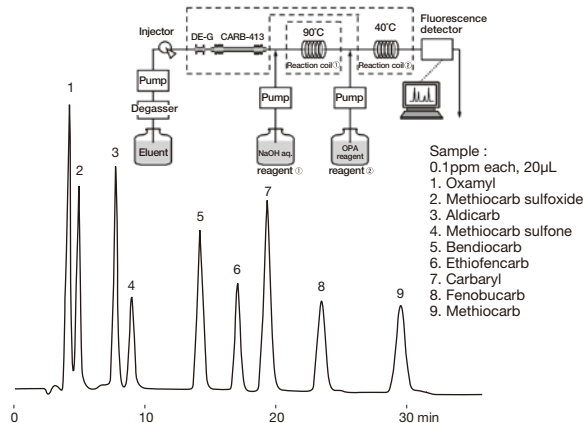 Injector
DE-G CARB-413
90℃
Reaction coil①
40℃
Reaction coil②
Fluorescence
detector
Pump
Degasser
Eluent
Pump
NaOH aq.
reagent ①
Pump
OPA
reagent
reagent ②
Sample :
0.1ppm each, 20μL
1. Oxamyl
2. Methiocarb sulfoxide
3. Aldicarb
4. Methiocarb sulfone
5. Bendiocarb
6. Ethiofencarb
7. Carbaryl
8. Fenobucarb
9. Methiocarb
1
2
3
4
5
6
7
8
9
0 10 20 30 min